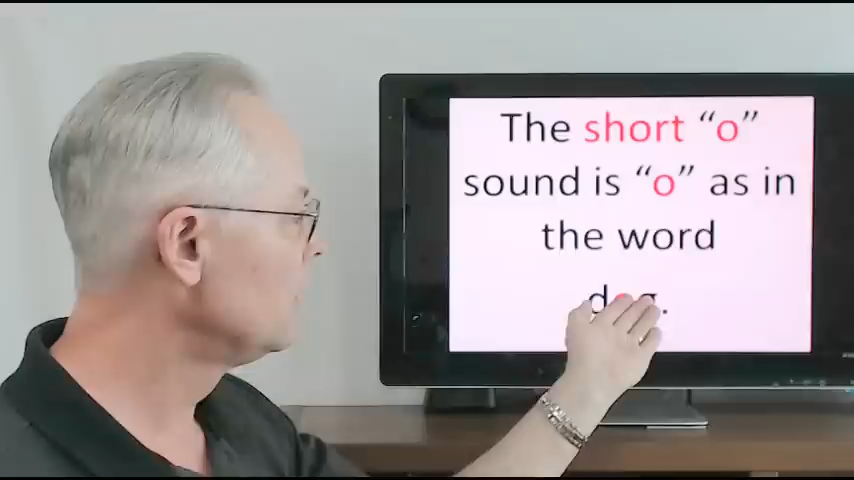 The short “o”
sound is “o” as in
the word
dog.